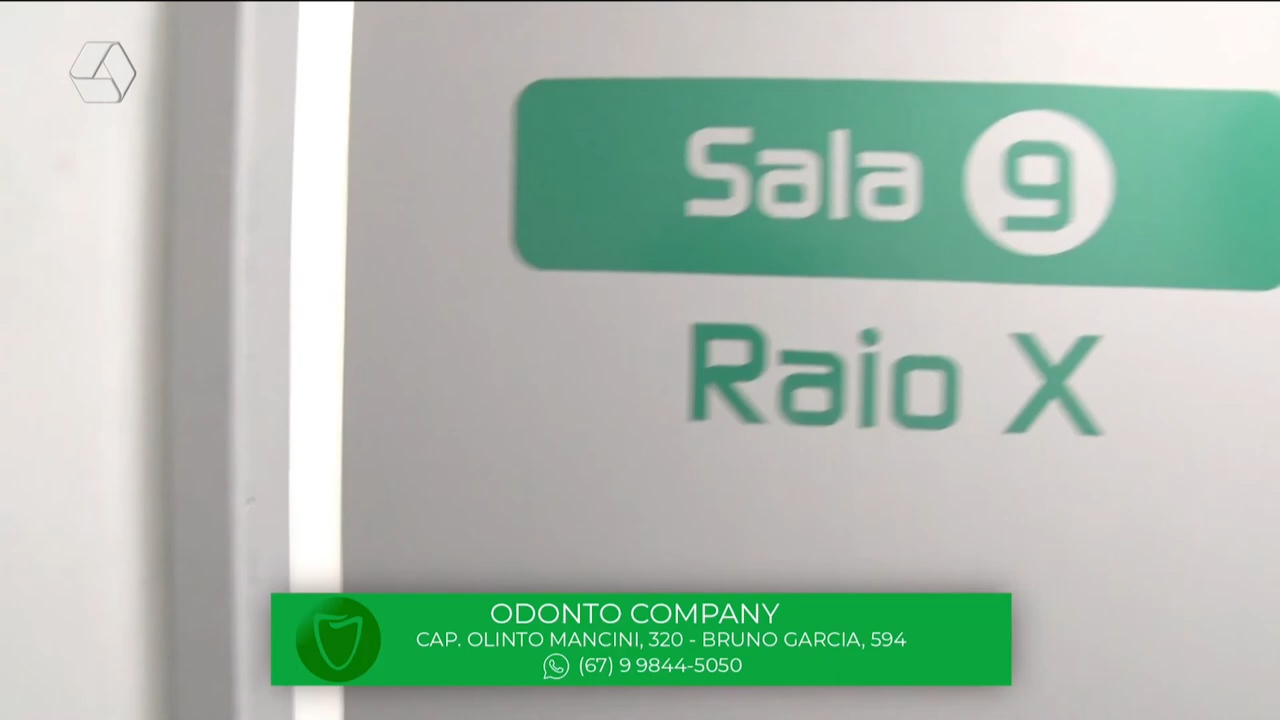 Sala 9
Raio X
ODONTO COMPANY
CAP. OLINTO MANCINI, 320 - BRUNO GARCIA, 594
(67) 9 9844-5050